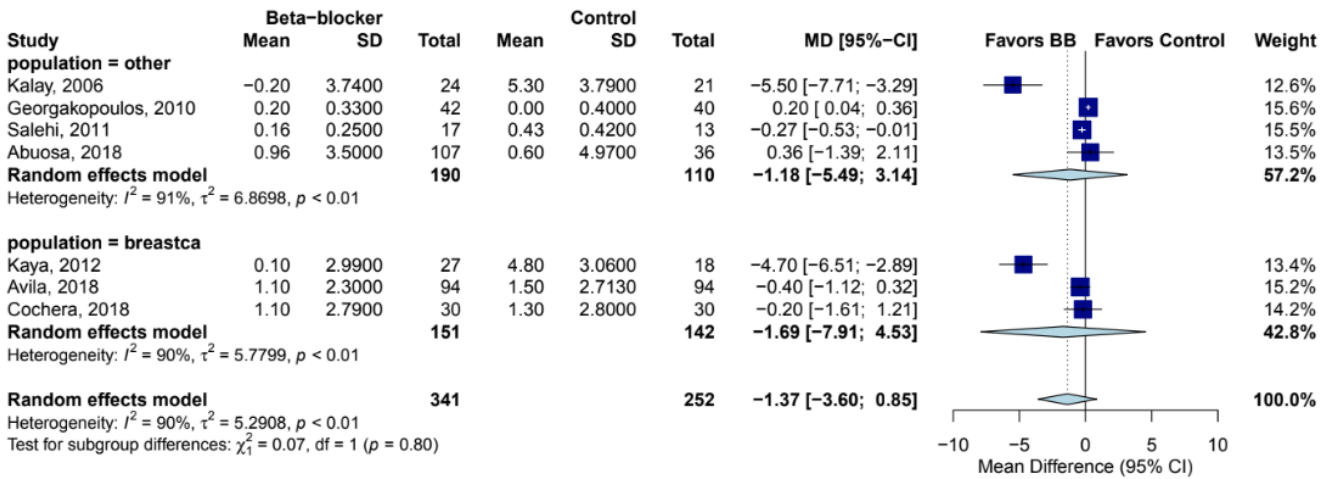 Beta−blocker Control
Study Mean SD Total Mean SD Total MD [95%−CI] Favors BB Favors Control Weight
population = other
Kalay, 2006 −0.20 3.7400 24 5.30 3.7900 21 −5.50 [−7.71; −3.29] 12.6%
Georgakopoulos, 2010 0.20 0.3300 42 0.00 0.4000 40 0.20 [ 0.04; 0.36] 15.6%
Salehi, 2011 0.16 0.2500 17 0.43 0.4200 13 −0.27 [−0.53; −0.01] 15.5%
Abuosa, 2018 0.96 3.5000 107 0.60 4.9700 36 0.36 [−1.39; 2.11] 13.5%
Random effects model 190 110 −1.18 [−5.49; 3.14] 57.2%
Heterogeneity: I² = 91%, τ² = 6.8698, p < 0.01
population = breastca
Kaya, 2012 0.10 2.9900 27 4.80 3.0600 18 −4.70 [−6.51; −2.89] 13.4%
Avila, 2018 1.10 2.3000 94 1.50 2.7130 94 −0.40 [−1.12; 0.32] 15.2%
Cochera, 2018 1.10 2.7900 30 1.30 2.8000 30 −0.20 [−1.61; 1.21] 14.2%
Random effects model 151 142 −1.69 [−7.91; 4.53] 42.8%
Heterogeneity: I² = 90%, τ² = 5.7799, p < 0.01
Random effects model 341 252 −1.37 [−3.60; 0.85] 100.0%
Heterogeneity: I² = 90%, τ² = 5.2908, p < 0.01
Test for subgroup differences: χ²₁ = 0.07, df = 1 (p = 0.80)
−10 −5 0 5 10
Mean Difference (95% CI)